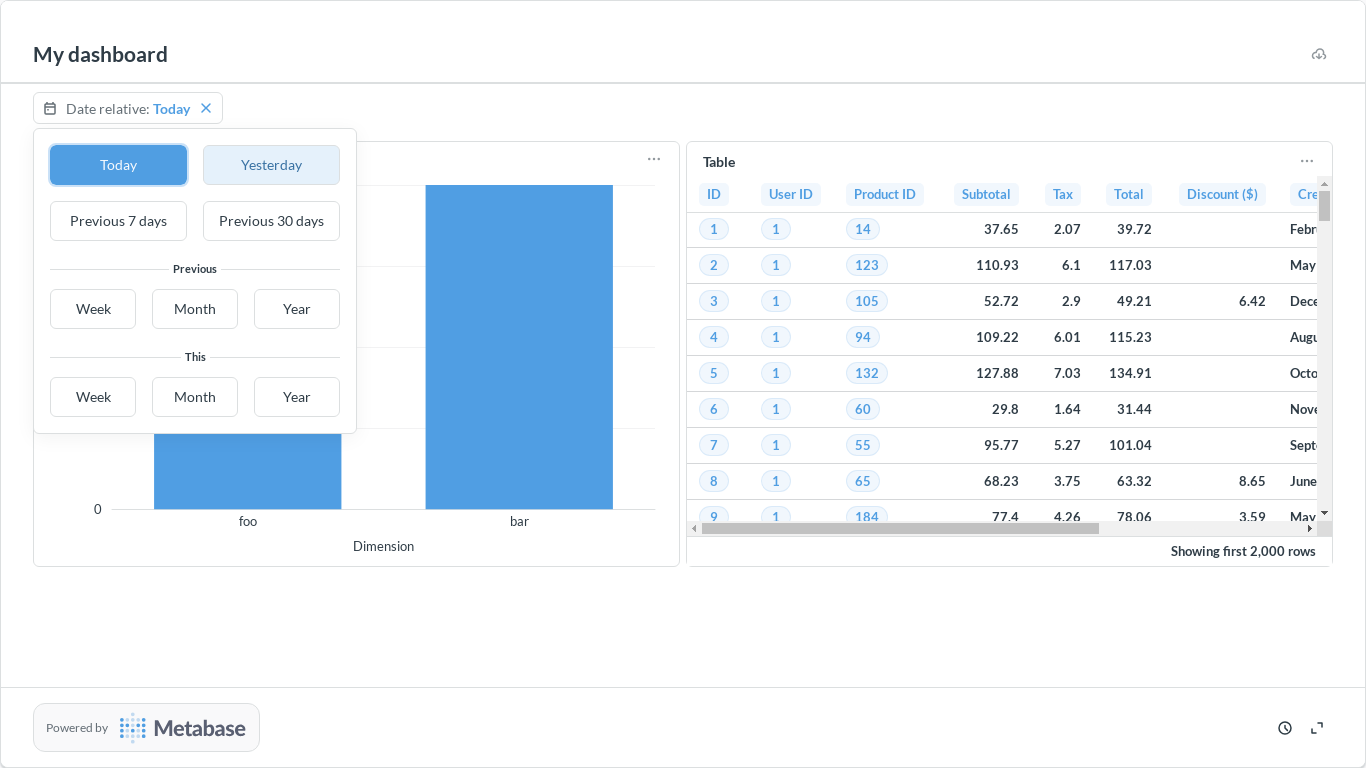 My dashboard
Date relative: Today
Today Yesterday
Previous 7 days Previous 30 days
Previous
Week Month Year
This
Week Month Year
0
foo bar
Dimension
Table
ID User ID Product ID Subtotal Tax Total Discount ($) Cre
1 1 14 37.65 2.07 39.72 Febr
2 1 123 110.93 6.1 117.03 May
3 1 105 52.72 2.9 49.21 6.42 Dece
4 1 94 109.22 6.01 115.23 Augu
5 1 132 127.88 7.03 134.91 Octo
6 1 60 29.8 1.64 31.44 Nove
7 1 55 95.77 5.27 101.04 Septe
8 1 65 68.23 3.75 63.32 8.65 June
9 1 184 77.4 4.26 78.06 3.59 May
Showing first 2,000 rows
Powered by Metabase